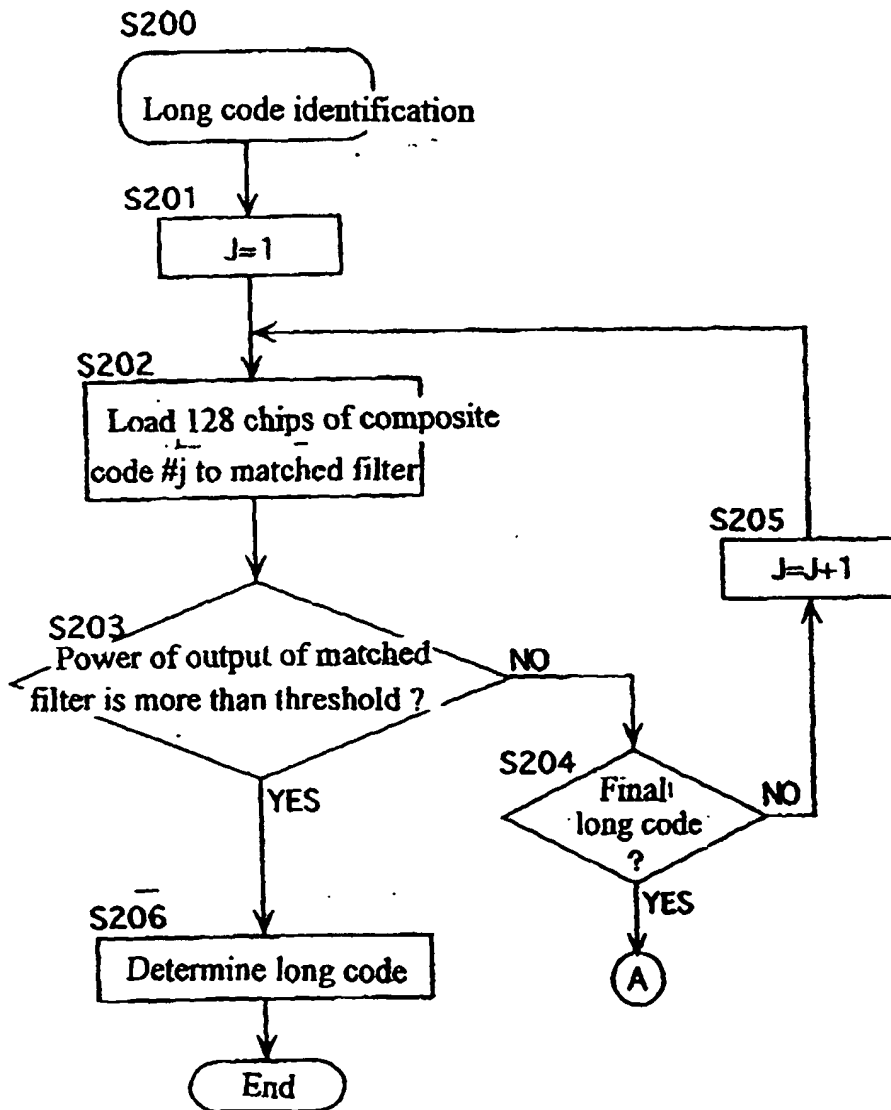 S200
Long code identification
S201
J=1
S202
Load 128 chips of composite
code #j to matched filter
S203
Power of output of matched
filter is more than threshold ?
NO
YES
S204
Final
long code
?
NO
YES
S205
J=J+1
A
S206
Determine long code
End